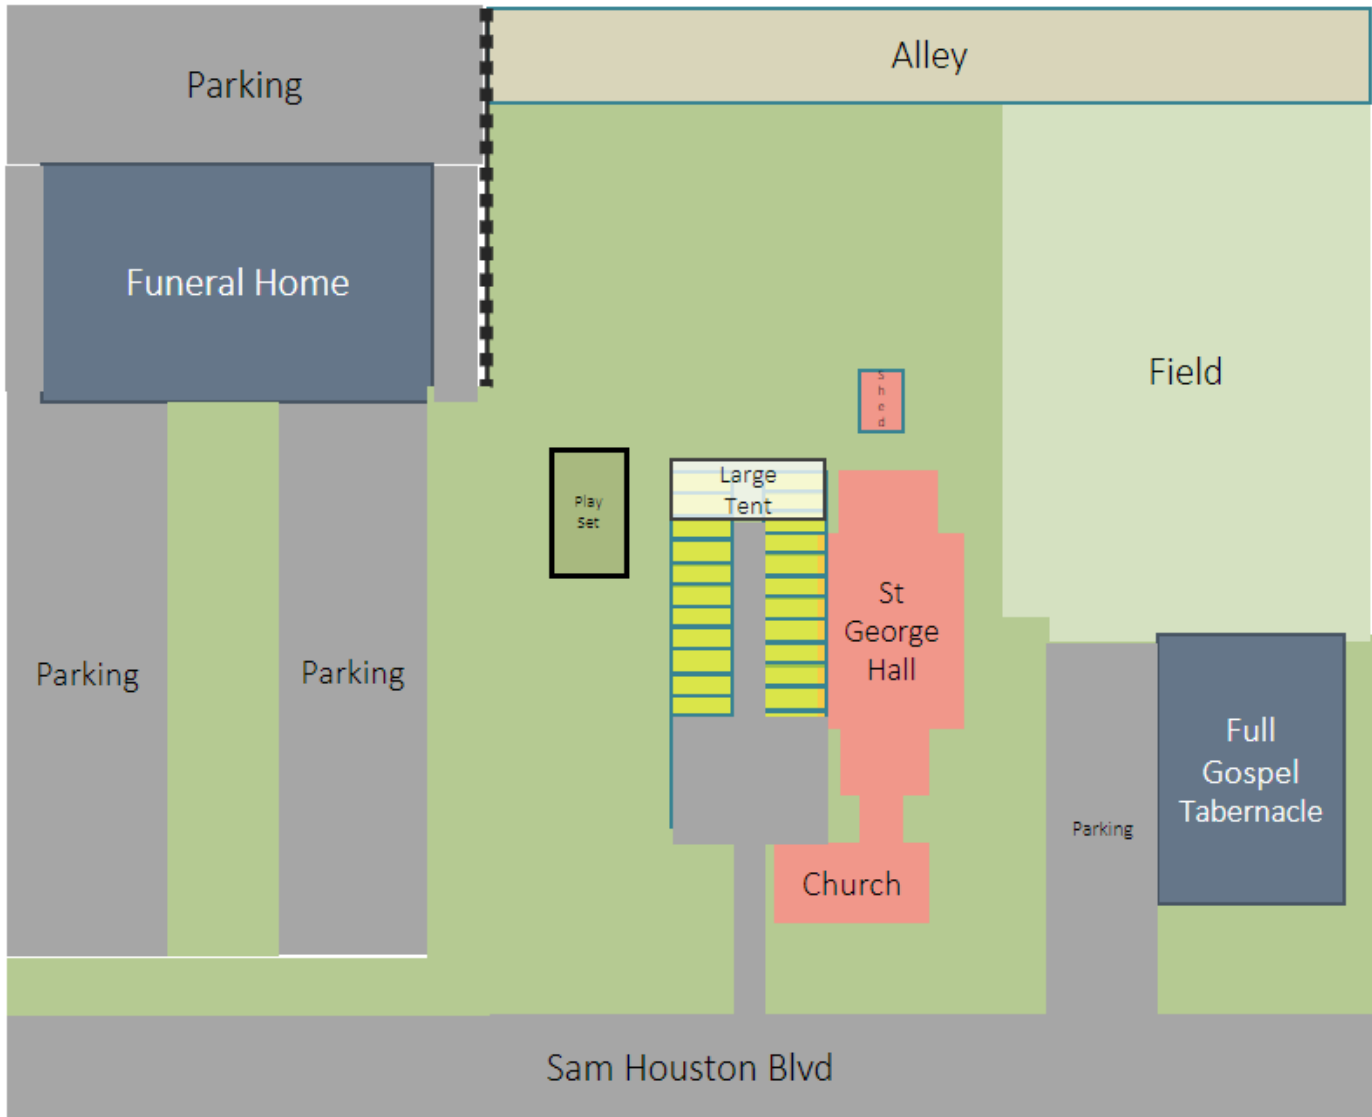 Alley
Parking
Funeral Home
Field
S
h
e
d
Large
Tent
Play
Set
St
George
Hall
Parking
Parking
Full
Gospel
Tabernacle
Parking
Church
Sam Houston Blvd